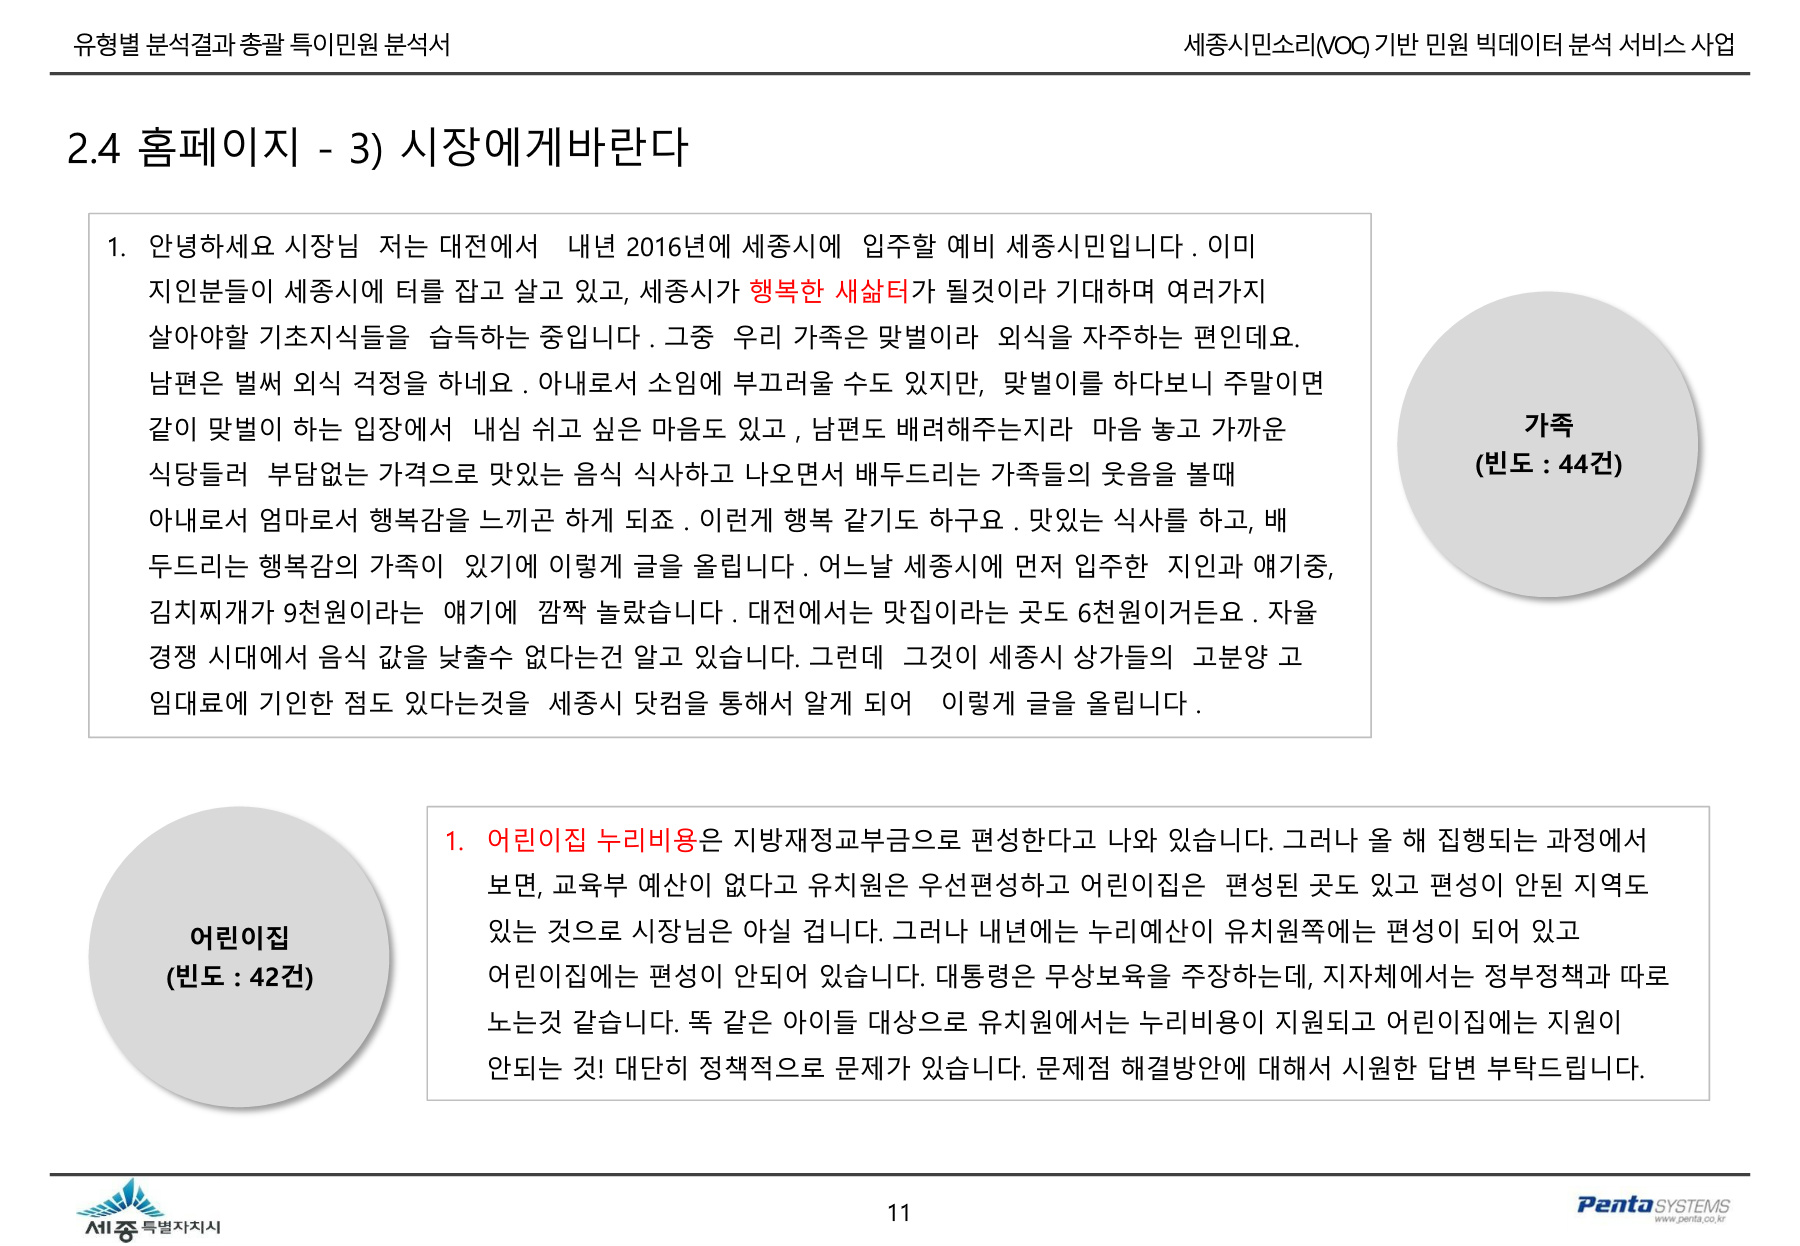 유형별 분석결과 총괄 특이민원 분석서
세종시민소리(VOC) 기반 민원 빅데이터 분석 서비스 사업
2.4 홈페이지 - 3) 시장에게바란다
1. 안녕하세요 시장님 저는 대전에서 내년 2016년에 세종시에 입주할 예비 세종시민입니다 . 이미
지인분들이 세종시에 터를 잡고 살고 있고, 세종시가 행복한 새삶터가 될것이라 기대하며 여러가지
살아야할 기초지식들을 습득하는 중입니다 . 그중 우리 가족은 맞벌이라 외식을 자주하는 편인데요.
남편은 벌써 외식 걱정을 하네요 . 아내로서 소임에 부끄러울 수도 있지만, 맞벌이를 하다보니 주말이면
같이 맞벌이 하는 입장에서 내심 쉬고 싶은 마음도 있고 , 남편도 배려해주는지라 마음 놓고 가까운
식당들러 부담없는 가격으로 맛있는 음식 식사하고 나오면서 배두드리는 가족들의 웃음을 볼때
아내로서 엄마로서 행복감을 느끼곤 하게 되죠 . 이런게 행복 같기도 하구요 . 맛있는 식사를 하고, 배
두드리는 행복감의 가족이 있기에 이렇게 글을 올립니다 . 어느날 세종시에 먼저 입주한 지인과 얘기중,
김치찌개가 9천원이라는 얘기에 깜짝 놀랐습니다 . 대전에서는 맛집이라는 곳도 6천원이거든요 . 자율
경쟁 시대에서 음식 값을 낮출수 없다는건 알고 있습니다. 그런데 그것이 세종시 상가들의 고분양 고
임대료에 기인한 점도 있다는것을 세종시 닷컴을 통해서 알게 되어 이렇게 글을 올립니다 .
가족
(빈도 : 44건)
어린이집
(빈도 : 42건)
1. 어린이집 누리비용은 지방재정교부금으로 편성한다고 나와 있습니다. 그러나 올 해 집행되는 과정에서
보면, 교육부 예산이 없다고 유치원은 우선편성하고 어린이집은 편성된 곳도 있고 편성이 안된 지역도
있는 것으로 시장님은 아실 겁니다. 그러나 내년에는 누리예산이 유치원쪽에는 편성이 되어 있고
어린이집에는 편성이 안되어 있습니다. 대통령은 무상보육을 주장하는데, 지자체에서는 정부정책과 따로
노는것 같습니다. 똑 같은 아이들 대상으로 유치원에서는 누리비용이 지원되고 어린이집에는 지원이
안되는 것! 대단히 정책적으로 문제가 있습니다. 문제점 해결방안에 대해서 시원한 답변 부탁드립니다.
세종특별자치시
11
Penta SYSTEMS
www.penta.co.kr